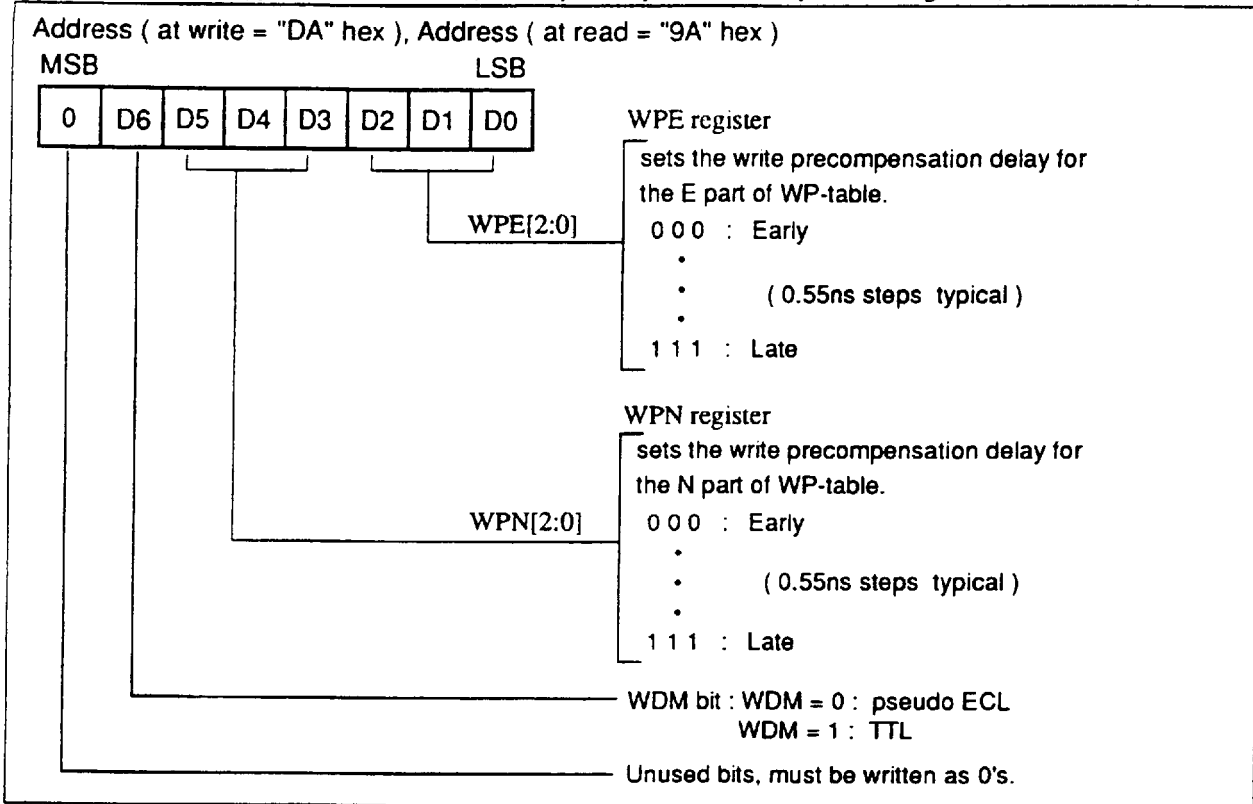 Address ( at write = "DA" hex ), Address ( at read = "9A" hex )
MSB LSB
0 D6 D5 D4 D3 D2 D1 D0
WPE register
sets the write precompensation delay for
the E part of WP-table.
WPE[2:0]
0 0 0 : Early
( 0.55ns steps typical )
1 1 1 : Late
WPN register
sets the write precompensation delay for
the N part of WP-table.
WPN[2:0]
0 0 0 : Early
( 0.55ns steps typical )
1 1 1 : Late
WDM bit : WDM = 0 : pseudo ECL
WDM = 1 : TTL
Unused bits, must be written as 0's.